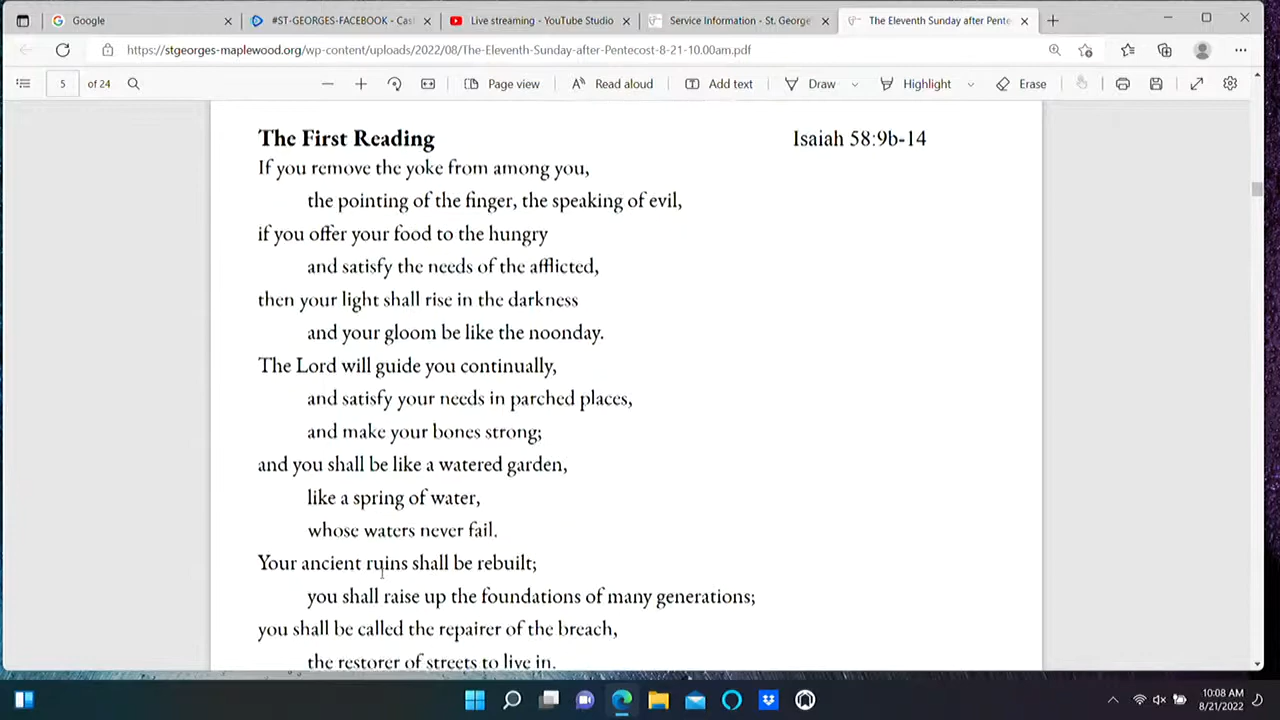 Google
#ST-GEORGES-FACEBOOK - Cas
Live streaming - YouTube Studio
Service Information - St. George
The Eleventh Sunday after Pente
https://stgeorges-maplewood.org/wp-content/uploads/2022/08/The-Eleventh-Sunday-after-Pentecost-8-21-10.00am.pdf
5 of 24
Page view
Read aloud
Add text
Draw
Highlight
Erase
The First Reading Isaiah 58:9b-14
If you remove the yoke from among you,
the pointing of the finger, the speaking of evil,
if you offer your food to the hungry
and satisfy the needs of the afflicted,
then your light shall rise in the darkness
and your gloom be like the noonday.
The Lord will guide you continually,
and satisfy your needs in parched places,
and make your bones strong;
and you shall be like a watered garden,
like a spring of water,
whose waters never fail.
Your ancient ruins shall be rebuilt;
you shall raise up the foundations of many generations;
you shall be called the repairer of the breach,
the restorer of streets to live in.
10:08 AM
8/21/2022